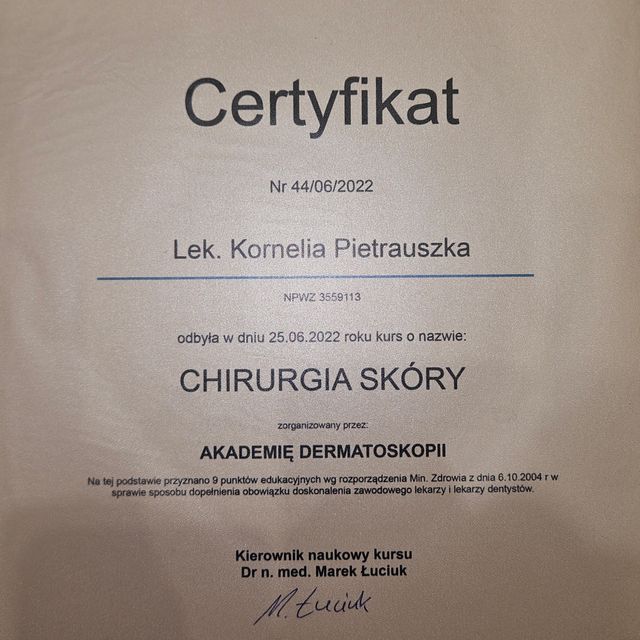 Certyfikat
Nr 44/06/2022
Lek. Kornelia Pietrauszka
NPWZ 3559113
odbyła w dniu 25.06.2022 roku kurs o nazwie:
CHIRURGIA SKÓRY
zorganizowany przez:
AKADEMIĘ DERMATOSKOPII
Na tej podstawie przyznano 9 punktów edukacyjnych wg rozporządzenia Min. Zdrowia z dnia 6.10.2004 r w
sprawie sposobu dopełnienia obowiązku doskonalenia zawodowego lekarzy i lekarzy dentystów.
Kierownik naukowy kursu
Dr n. med. Marek Łuciuk
M. Łuciuk